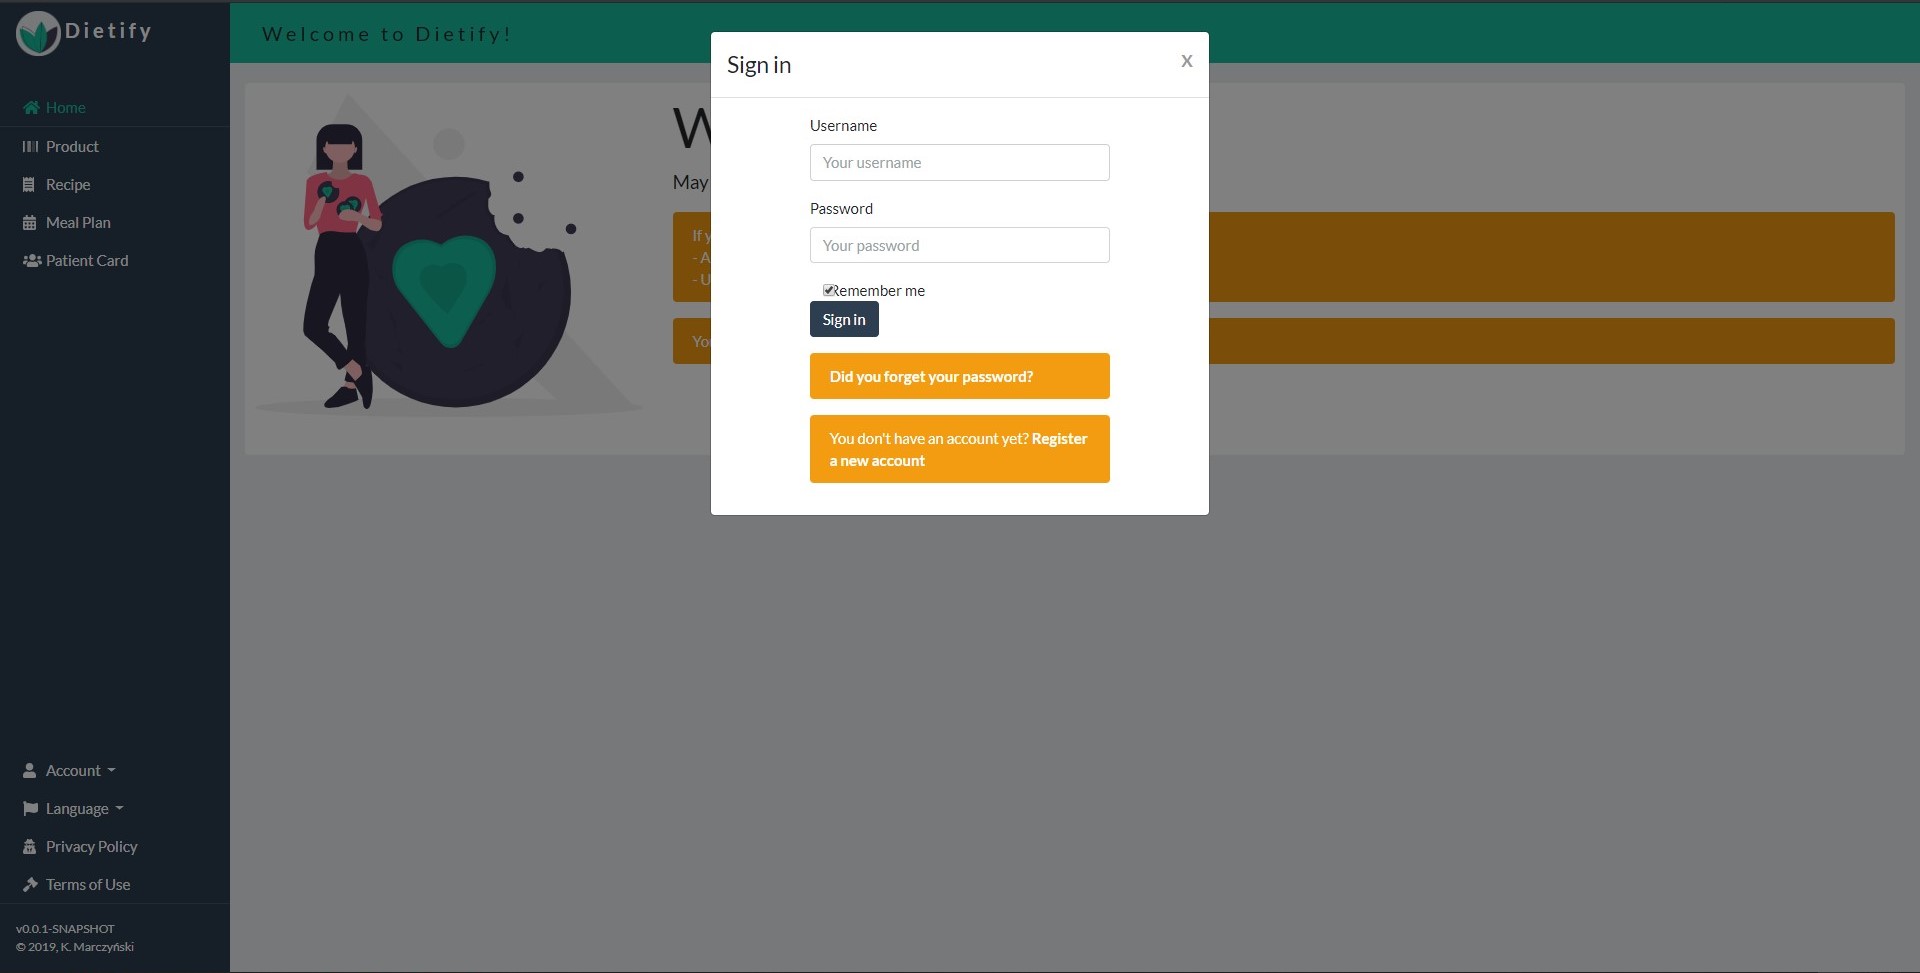 Dietify
Welcome to Dietify!
Home
Product
Recipe
Meal Plan
Patient Card
Account
Language
Privacy Policy
Terms of Use
v0.0.1-SNAPSHOT
© 2019, K. Marczyński
May
If
- A
- U
Sign in
X
Username
Your username
Password
Your password
Remember me
Sign in
Did you forget your password?
You don't have an account yet? Register
a new account